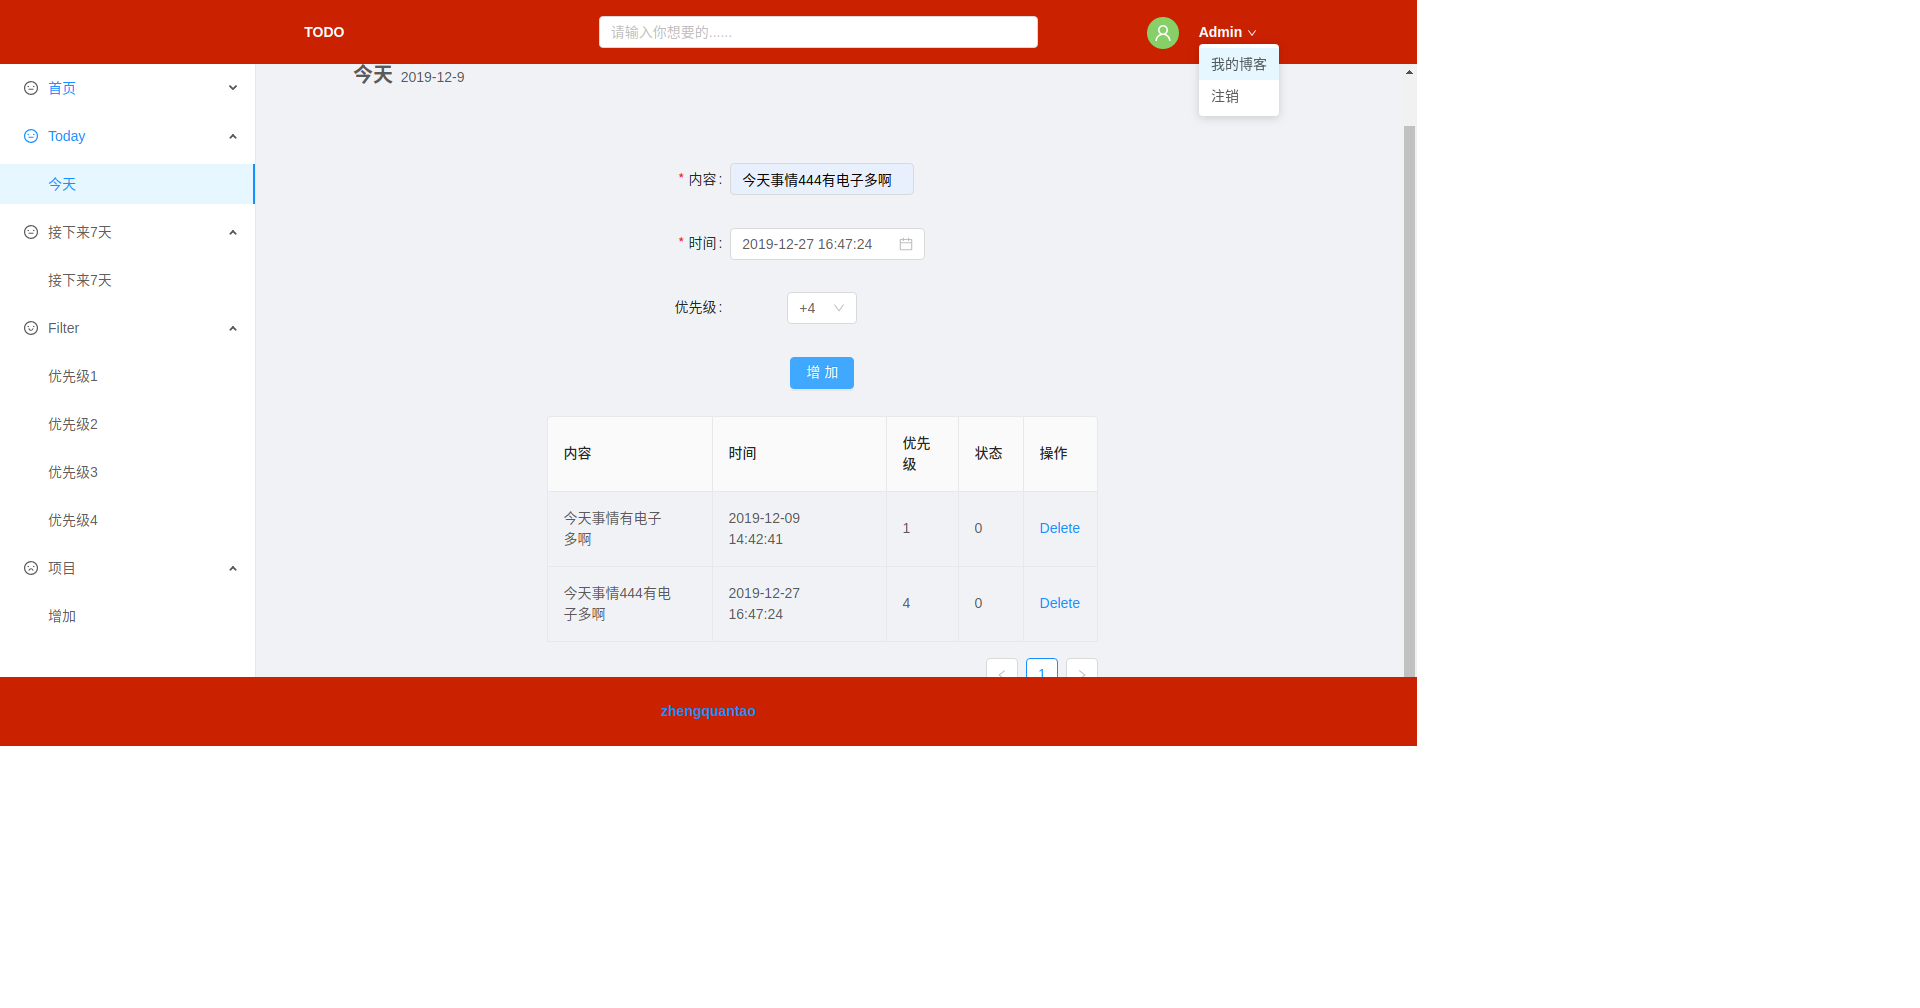 TODO
请输入你想要的......
Admin
我的博客
注销
首页
Today
今天
接下来7天
接下来7天
Filter
优先级1
优先级2
优先级3
优先级4
项目
增加
今天 2019-12-9
* 内容 : 今天事情444有电子多啊
* 时间 : 2019-12-27 16:47:24
优先级 : +4
增 加
内容 时间 优先级 状态 操作
今天事情有电子
多啊
2019-12-09
14:42:41
1 0 Delete
今天事情444有电
子多啊
2019-12-27
16:47:24
4 0 Delete
1
zhengquantao